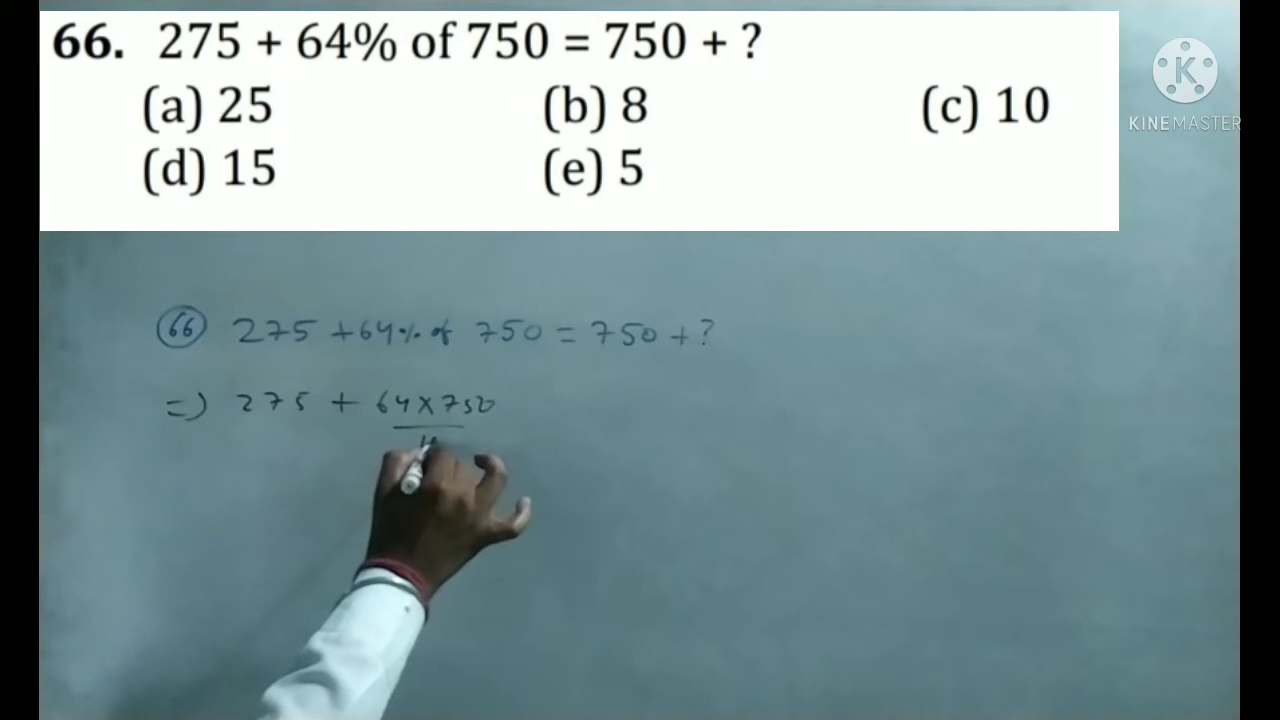 66. 275 + 64% of 750 = 750 + ?
(a) 25 (b) 8 (c) 10
(d) 15 (e) 5
K
KINEMASTER
66 275 + 64% of 750 = 750 + ?
=) 275 + 64 x 750